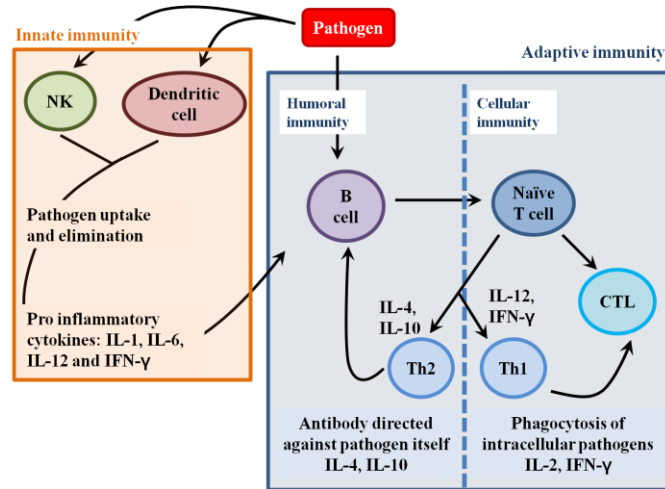 Pathogen
Innate immunity
Adaptive immunity
NK
Dendritic
cell
Humoral
immunity
Cellular
immunity
B
cell
Naïve
T cell
Pathogen uptake
and elimination
Pro inflammatory
cytokines: IL-1, IL-6,
IL-12 and IFN-γ
IL-4,
IL-10
IL-12,
IFN-γ
CTL
Th2
Th1
Antibody directed
against pathogen itself
IL-4, IL-10
Phagocytosis of
intracellular pathogens
IL-2, IFN-γ